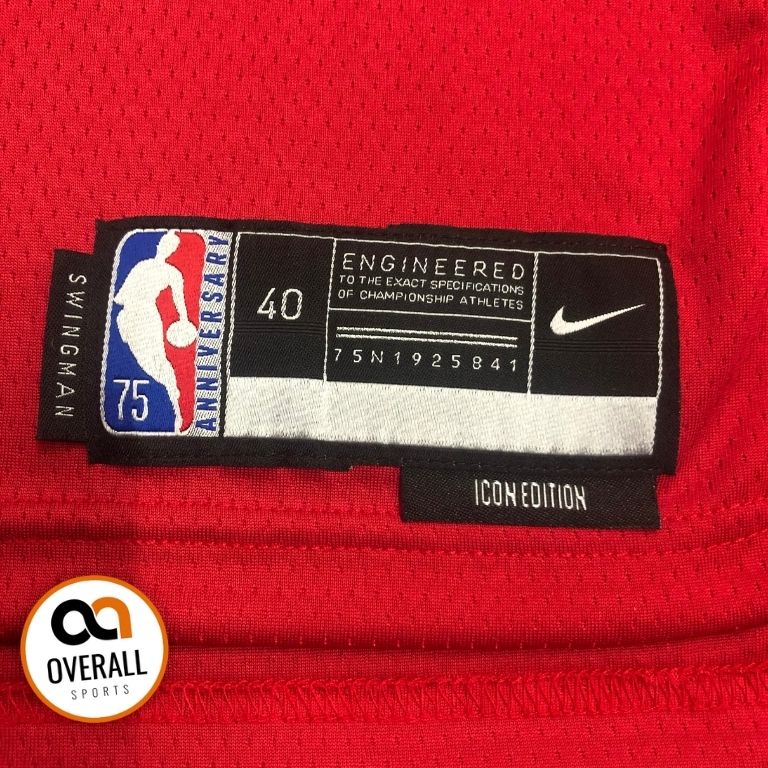 SWINGMAN
75
ANNIVERSARY
40
ENGINEERED
TO THE EXACT SPECIFICATIONS
OF CHAMPIONSHIP ATHLETES
75N1925841
ICON EDITION
OVERALL
SPORTS